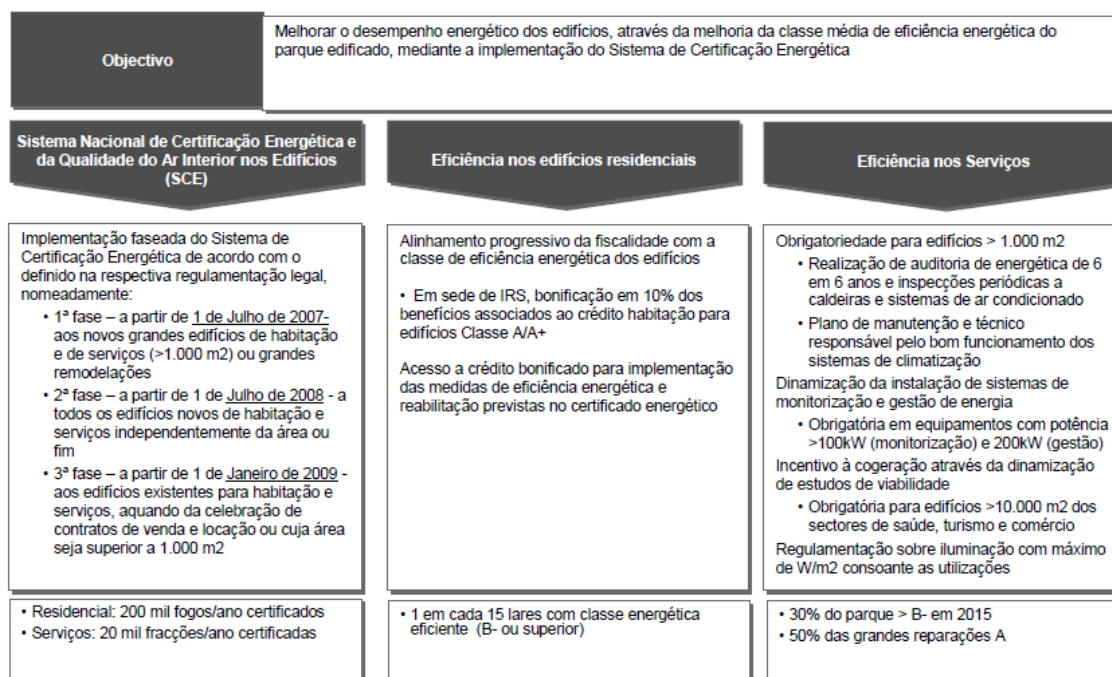 Objectivo
Melhorar o desempenho energético dos edifícios, através da melhoria da classe média de eficiência energética do
parque edificado, mediante a implementação do Sistema de Certificação Energética
Sistema Nacional de Certificação Energética e
da Qualidade do Ar Interior nos Edifícios
(SCE)
Implementação faseada do Sistema de
Certificação Energética de acordo com o
definido na respectiva regulamentação legal,
nomeadamente:
• 1ª fase – a partir de 1 de Julho de 2007-
aos novos grandes edifícios de habitação
e de serviços (>1.000 m2) ou grandes
remodelações
• 2ª fase – a partir de 1 de Julho de 2008 - a
todos os edifícios novos de habitação e
serviços independentemente da área ou
fim
• 3ª fase – a partir de 1 de Janeiro de 2009 -
aos edifícios existentes para habitação e
serviços, aquando da celebração de
contratos de venda e locação ou cuja área
seja superior a 1.000 m2
• Residencial: 200 mil fogos/ano certificados
• Serviços: 20 mil fracções/ano certificadas
Eficiência nos edifícios residenciais
Alinhamento progressivo da fiscalidade com a
classe de eficiência energética dos edifícios
• Em sede de IRS, bonificação em 10% dos
benefícios associados ao crédito habitação para
edifícios Classe A/A+
Acesso a crédito bonificado para implementação
das medidas de eficiência energética e
reabilitação previstas no certificado energético
• 1 em cada 15 lares com classe energética
eficiente (B- ou superior)
Eficiência nos Serviços
Obrigatoriedade para edifícios > 1.000 m2
• Realização de auditoria de energética de 6
em 6 anos e inspecções periódicas a
caldeiras e sistemas de ar condicionado
• Plano de manutenção e técnico
responsável pelo bom funcionamento dos
sistemas de climatização
Dinamização da instalação de sistemas de
monitorização e gestão de energia
• Obrigatória em equipamentos com potência
>100kW (monitorização) e 200kW (gestão)
Incentivo à cogeração através da dinamização
de estudos de viabilidade
• Obrigatória para edifícios >10.000 m2 dos
sectores de saúde, turismo e comércio
Regulamentação sobre iluminação com máximo
de W/m2 consoante as utilizações
• 30% do parque > B- em 2015
• 50% das grandes reparações A